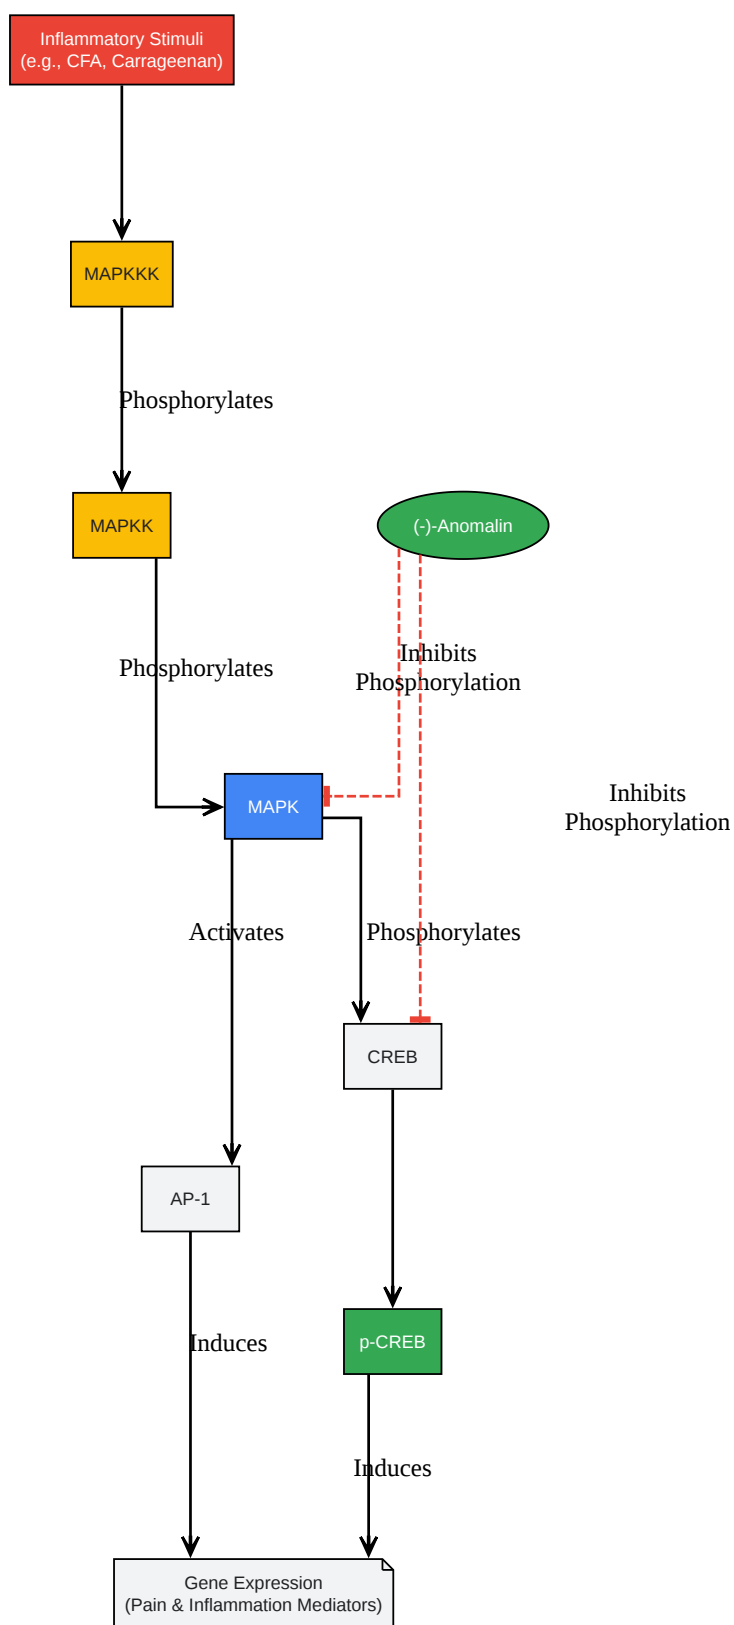 Inflammatory Stimuli
(e.g., CFA, Carrageenan)
MAPKKK
Phosphorylates
MAPKK
(-)-Anomalin
Phosphorylates
Inhibits
Phosphorylation
MAPK
Inhibits
Phosphorylation
Activates
Phosphorylates
CREB
AP-1
Induces
p-CREB
Induces
Gene Expression
(Pain & Inflammation Mediators)